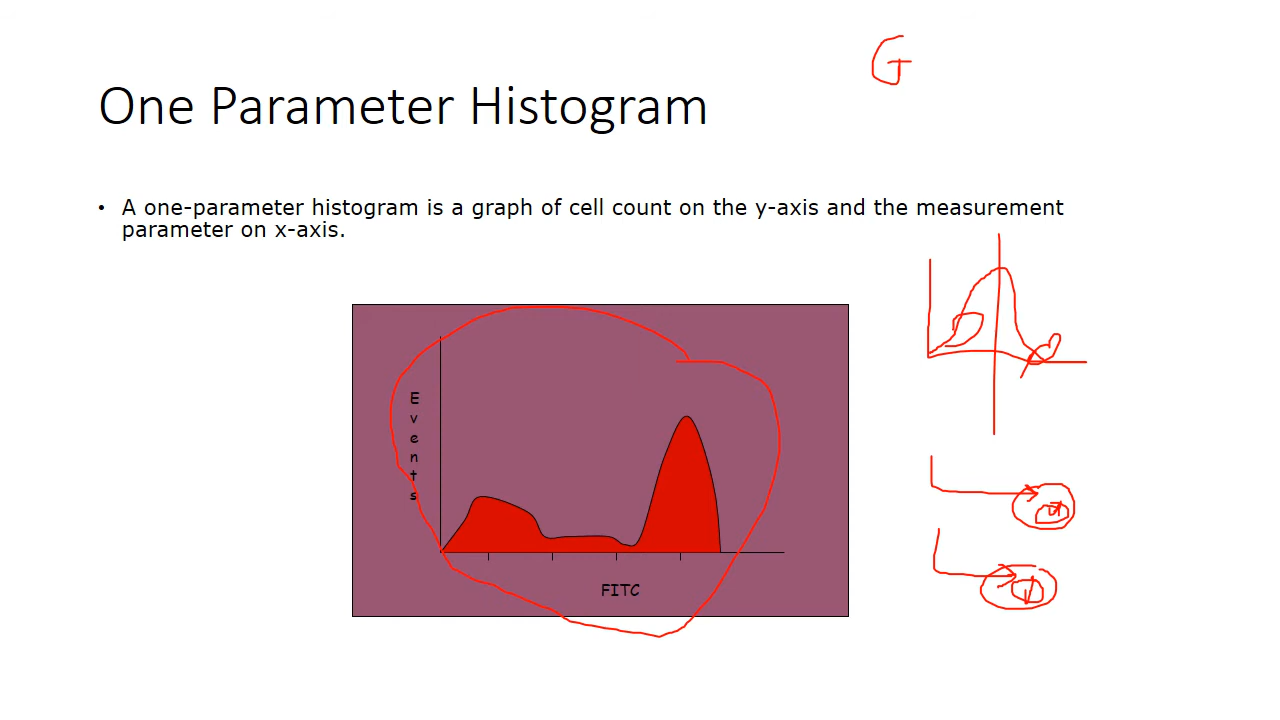 G
One Parameter Histogram
• A one-parameter histogram is a graph of cell count on the y-axis and the measurement
parameter on x-axis.
Events
FITC